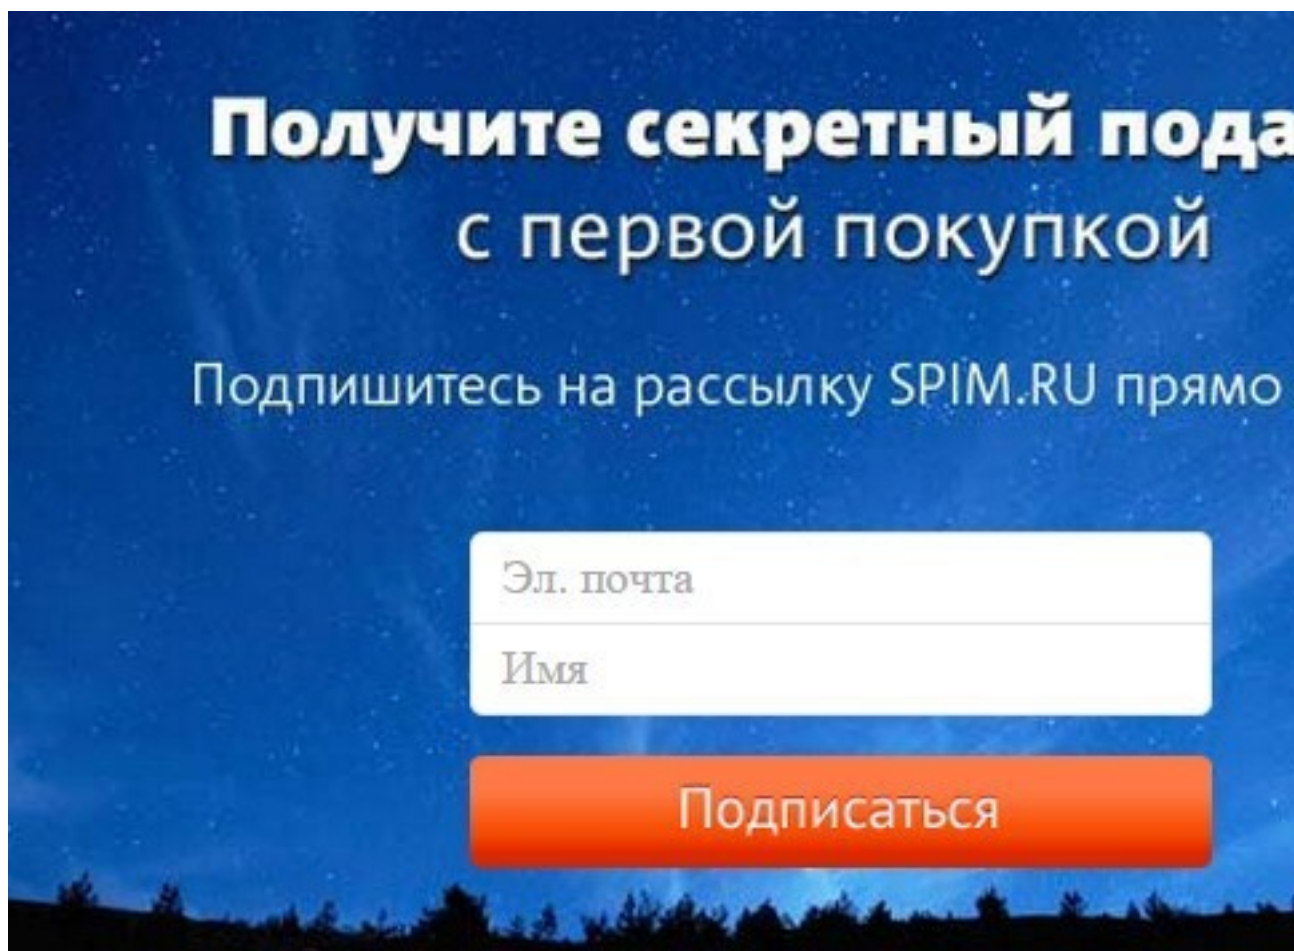 Получите секретный пода
с первой покупкой
Подпишитесь на рассылку SPIM.RU прямо
Эл. почта
Имя
Подписаться